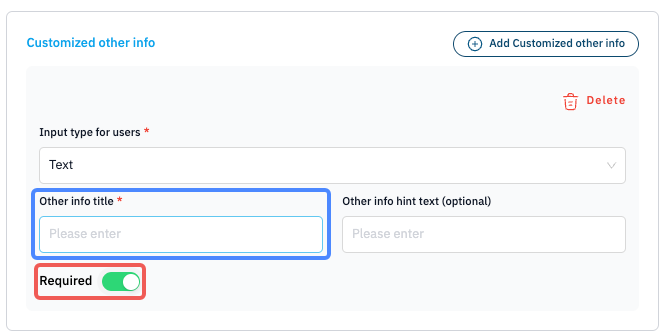 Customized other info
Add Customized other info
Delete
Input type for users *
Text
Other info title *
Other info hint text (optional)
Please enter
Please enter
Required